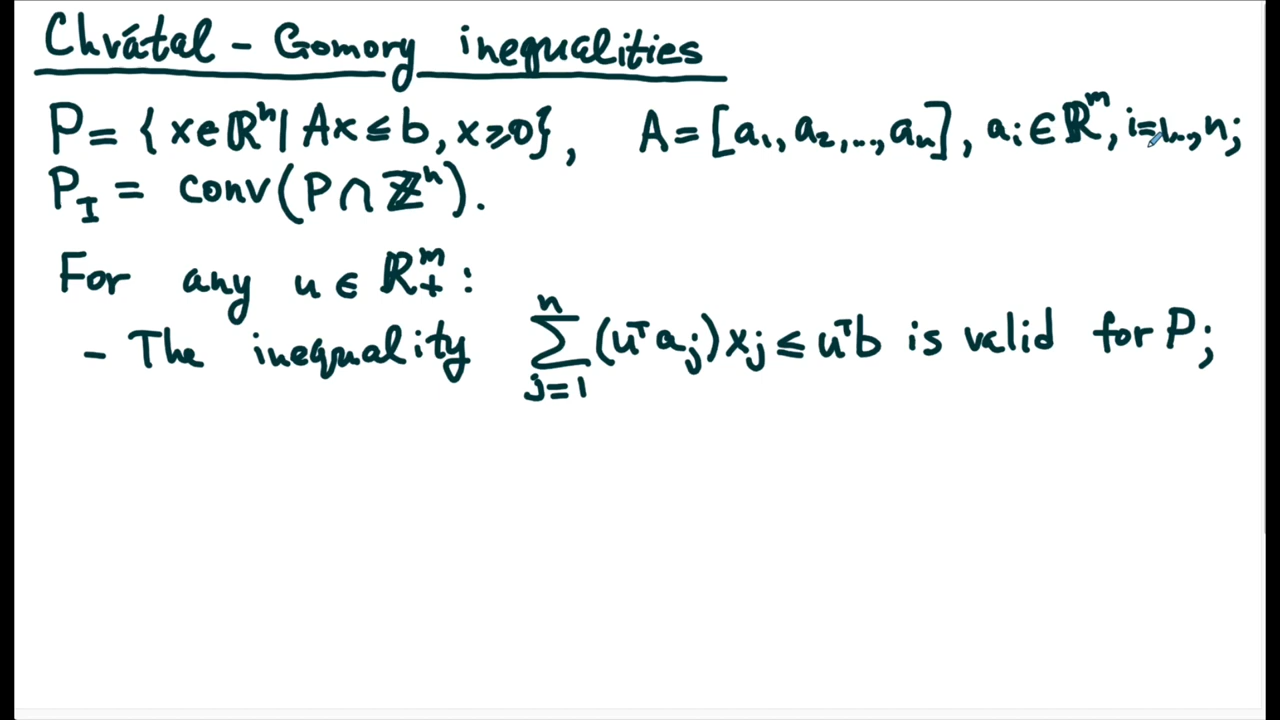 Chvátal - Gomory inequalities
P = { x ∈ ℝⁿ | Ax ≤ b, x ≥ 0 }, A = [a₁, a₂, ..., aₙ], aᵢ ∈ ℝᵐ, i = 1, ..., n;
P_I = conv(P ∩ ℤⁿ).
For any u ∈ ℝ₊ᵐ :
- The inequality ∑_{j=1}^{n} (uᵀaⱼ)xⱼ ≤ uᵀb is valid for P;